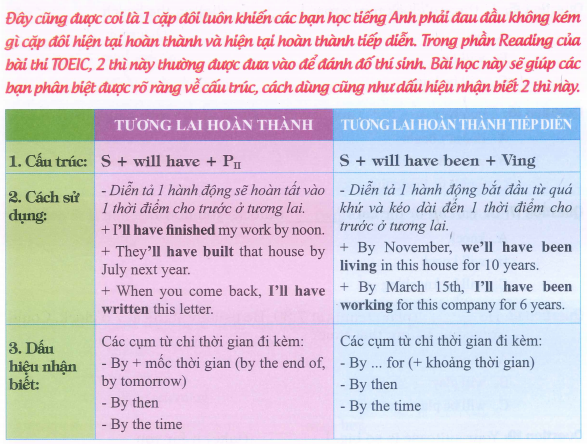 Đây cũng được coi là 1 cặp đôi luôn khiến các bạn học tiếng Anh phải đau đầu không kém
gì cặp đôi hiện tại hoàn thành và hiện tại hoàn thành tiếp diễn. Trong phần Reading của
bài thi TOEIC, 2 thì này thường được đưa vào để đánh đố thí sinh. Bài học này sẽ giúp các
bạn phân biệt được rõ ràng về cấu trúc, cách dùng cũng như dấu hiệu nhận biết 2 thì này.
TƯƠNG LAI HOÀN THÀNH
TƯƠNG LAI HOÀN THÀNH TIẾP DIỄN
1. Cấu trúc:
S + will have + PII
S + will have been + Ving
2. Cách sử
dụng:
- Diễn tả 1 hành động sẽ hoàn tất vào
1 thời điểm cho trước ở tương lai.
+ I'll have finished my work by noon.
+ They'll have built that house by
July next year.
+ When you come back, I'll have
written this letter.
- Diễn tả 1 hành động bắt đầu từ quá
khứ và kéo dài đến 1 thời điểm cho
trước ở tương lai.
+ By November, we'll have been
living in this house for 10 years.
+ By March 15th, I'll have been
working for this company for 6 years.
3. Dấu
hiệu nhận
biết:
Các cụm từ chỉ thời gian đi kèm:
- By + mốc thời gian (by the end of,
by tomorrow)
- By then
- By the time
Các cụm từ chỉ thời gian đi kèm:
- By ... for (+ khoảng thời gian)
- By then
- By the time